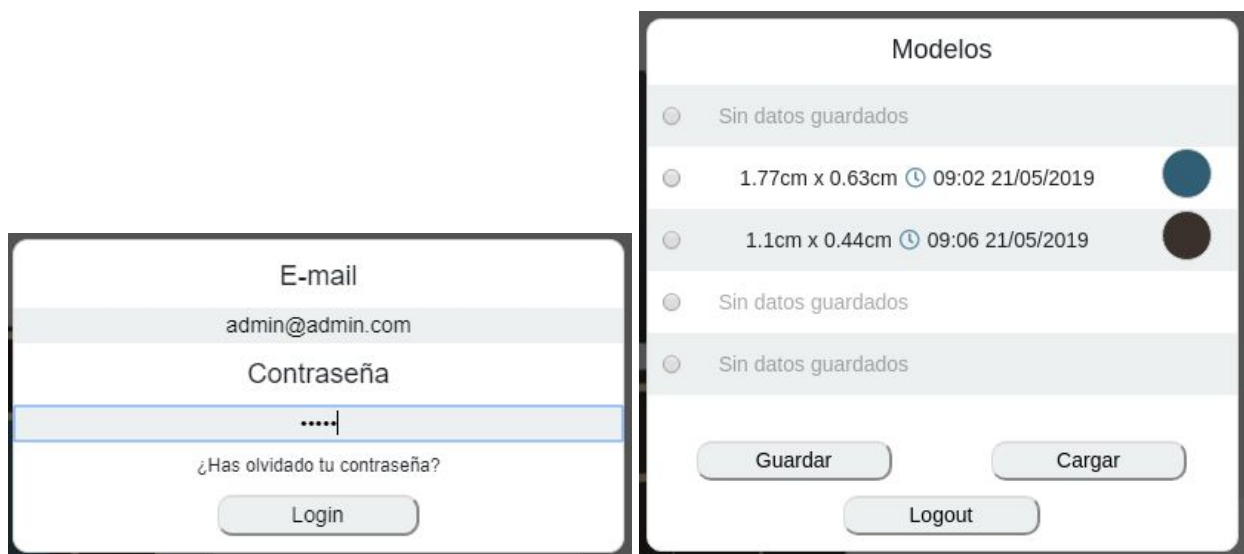 E-mail
admin@admin.com
Contraseña
•••••
¿Has olvidado tu contraseña?
Login
Modelos
Sin datos guardados
1.77cm x 0.63cm 09:02 21/05/2019
1.1cm x 0.44cm 09:06 21/05/2019
Sin datos guardados
Sin datos guardados
Guardar Cargar
Logout